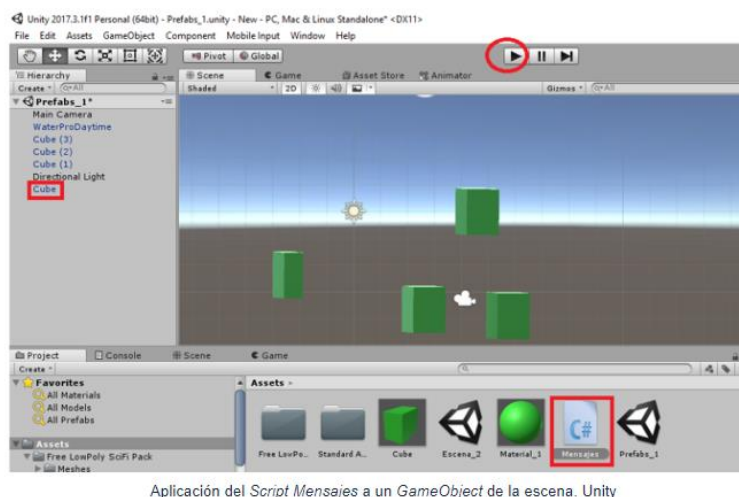 Unity 2017.3.1f1 Personal (64bit) - Prefabs_1.unity - New - PC, Mac & Linux Standalone* <DX11>
File Edit Assets GameObject Component Mobile Input Window Help
Pivot Global
Hierarchy
Scene Game Asset Store Animator
Create All
Shaded 2D Gizmos All
Prefabs_1*
Main Camera
WaterProDaytime
Cube (3)
Cube (2)
Cube (1)
Directional Light
Cube
Project Console Scene Game
Create
Favorites
All Materials
All Models
All Prefabs
Assets
Free LowPoly SciFi Pack
Meshes
Assets
C#
Free LowPo... Standard A... Cube Escena_2 Material_1 Mensajes Prefabs_1
Aplicación del Script Mensajes a un GameObject de la escena. Unity